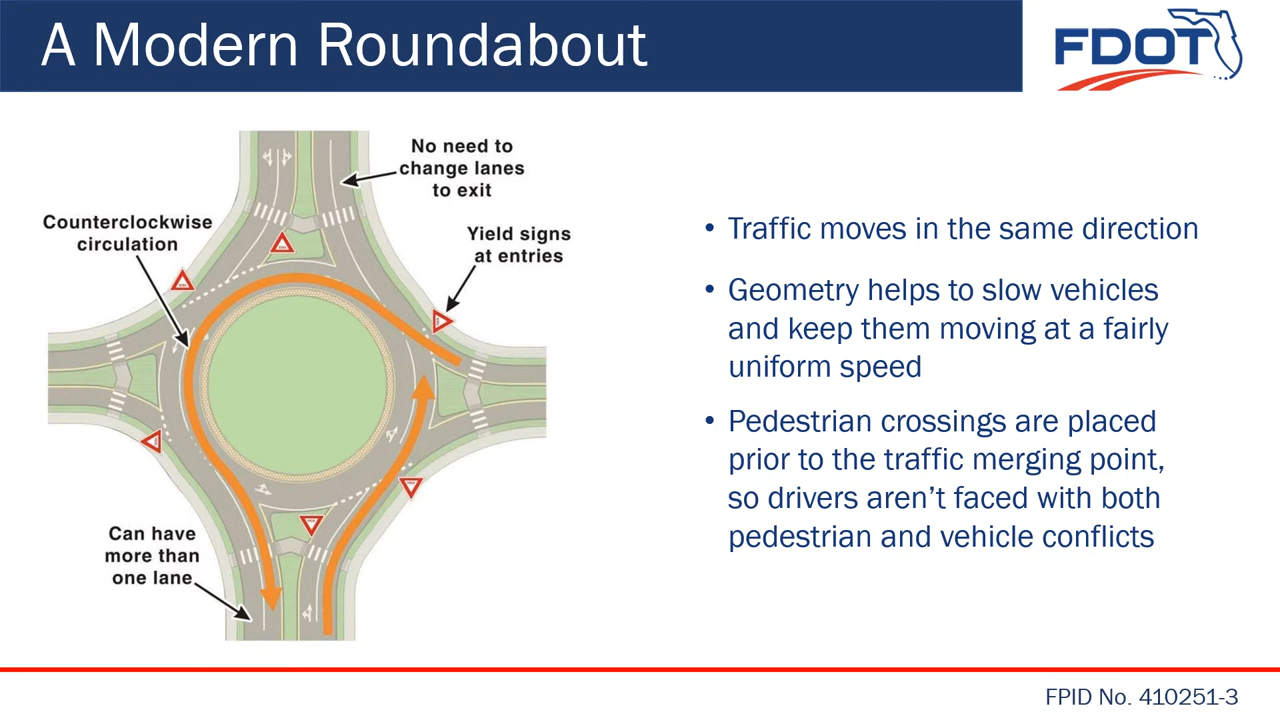 A Modern Roundabout
FDOT
No need to
change lanes
to exit
Counterclockwise
circulation
Yield signs
at entries
Can have
more than
one lane
• Traffic moves in the same direction
• Geometry helps to slow vehicles
and keep them moving at a fairly
uniform speed
• Pedestrian crossings are placed
prior to the traffic merging point,
so drivers aren’t faced with both
pedestrian and vehicle conflicts
FPID No. 410251-3